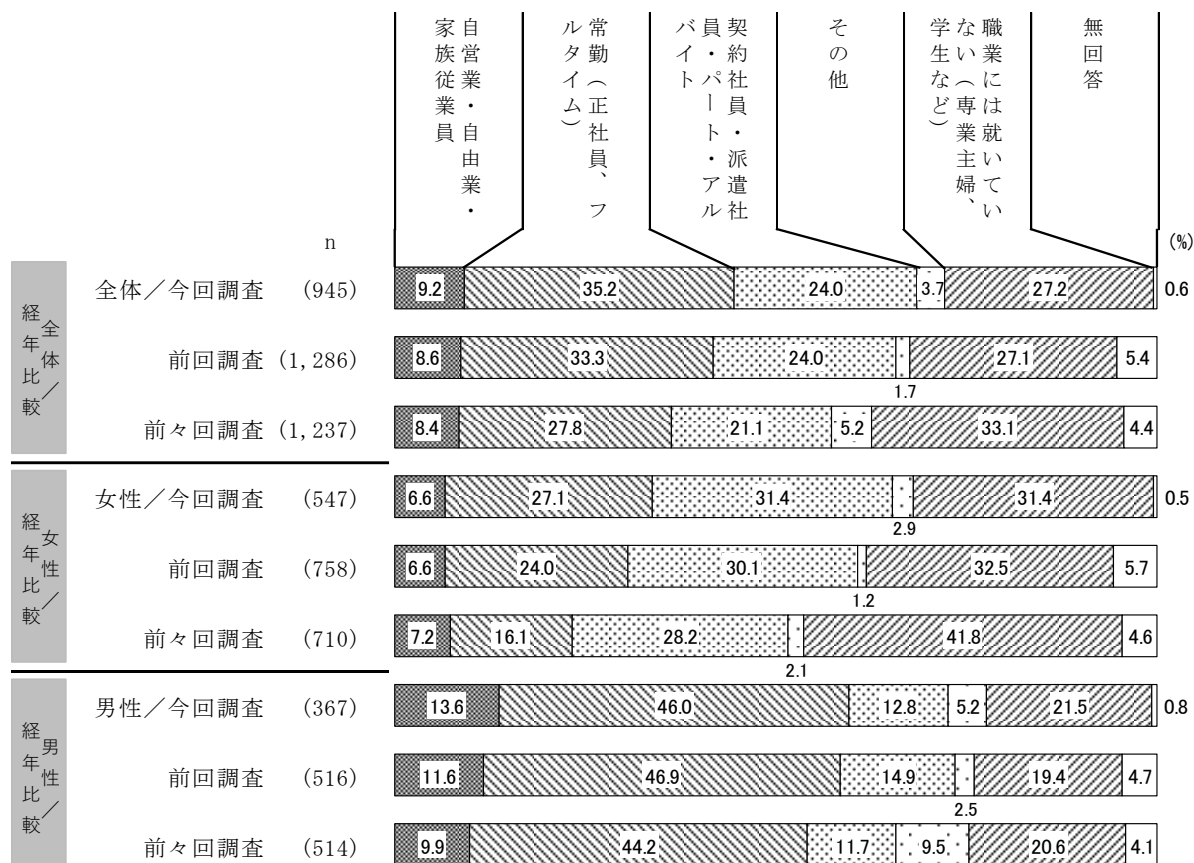 自営業・自由業・
家族従業員
常勤（正社員、フ
ルタイム）
契約社員・派遣社
員・パート・アル
バイト
その他
職業には就いてい
ない（専業主婦、
学生など）
無回答
n
(%)
全体／
経年比較
全体／今回調査 (945) 9.2 35.2 24.0 3.7 27.2 0.6
前回調査 (1,286) 8.6 33.3 24.0 27.1 5.4
1.7
前々回調査 (1,237) 8.4 27.8 21.1 5.2 33.1 4.4
女性／
経年比較
女性／今回調査 (547) 6.6 27.1 31.4 31.4 0.5
2.9
前回調査 (758) 6.6 24.0 30.1 32.5 5.7
1.2
前々回調査 (710) 7.2 16.1 28.2 41.8 4.6
2.1
男性／
経年比較
男性／今回調査 (367) 13.6 46.0 12.8 5.2 21.5 0.8
前回調査 (516) 11.6 46.9 14.9 19.4 4.7
2.5
前々回調査 (514) 9.9 44.2 11.7 9.5 20.6 4.1